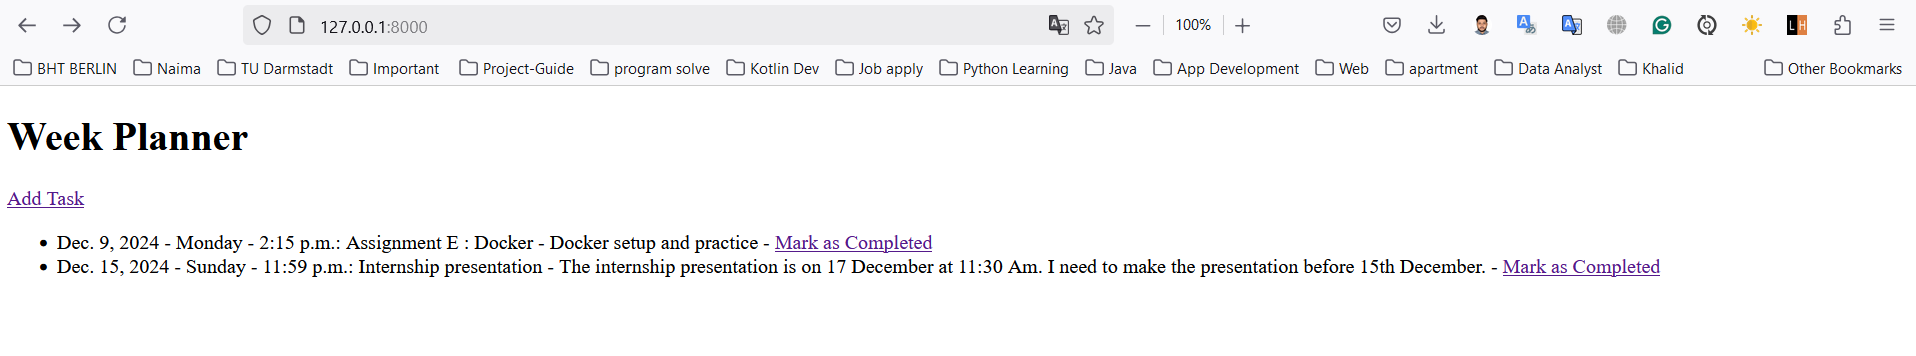 127.0.0.1:8000 100%
BHT BERLIN Naima TU Darmstadt Important Project-Guide program solve Kotlin Dev Job apply Python Learning Java App Development Web apartment Data Analyst Khalid Other Bookmarks
Week Planner
Add Task
• Dec. 9, 2024 - Monday - 2:15 p.m.: Assignment E : Docker - Docker setup and practice - Mark as Completed
• Dec. 15, 2024 - Sunday - 11:59 p.m.: Internship presentation - The internship presentation is on 17 December at 11:30 Am. I need to make the presentation before 15th December. - Mark as Completed